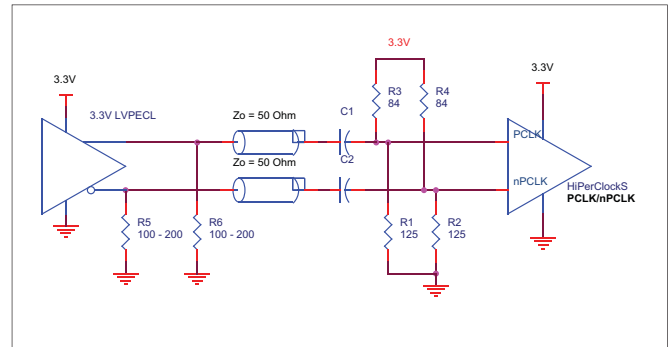 3.3V
3.3V
3.3V
3.3V LVPECL
R3
84
R4
84
Zo = 50 Ohm
C1
PCLK
Zo = 50 Ohm
C2
nPCLK
HiPerClockS
PCLK/nPCLK
R5
100 - 200
R6
100 - 200
R1
125
R2
125